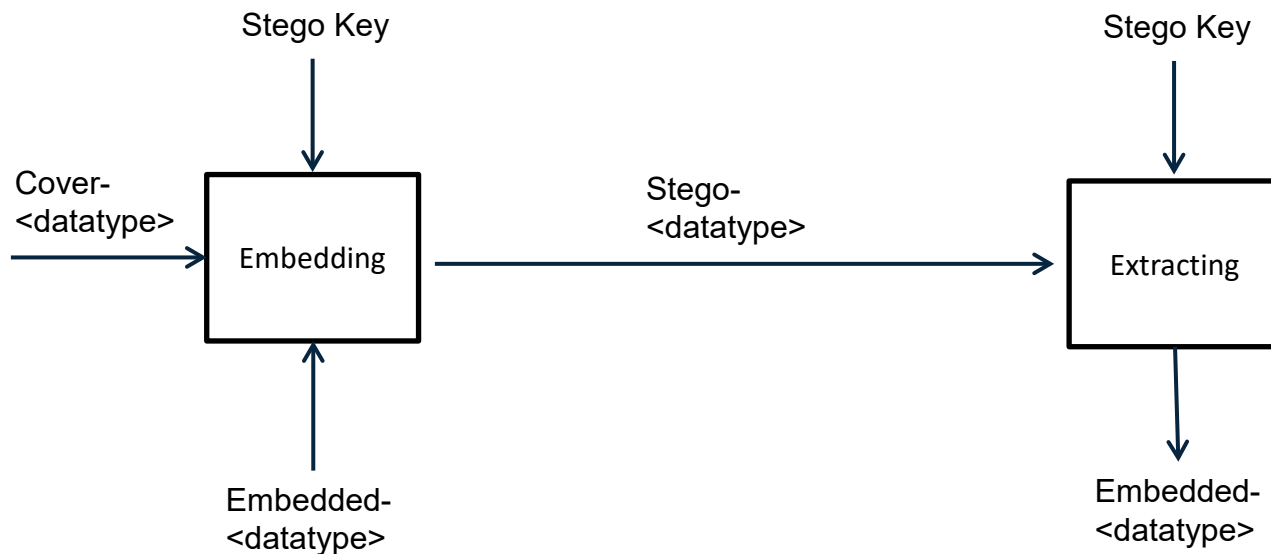 Stego Key
Stego Key
Cover-
<datatype>
Stego-
<datatype>
Embedding
Extracting
Embedded-
<datatype>
Embedded-
<datatype>